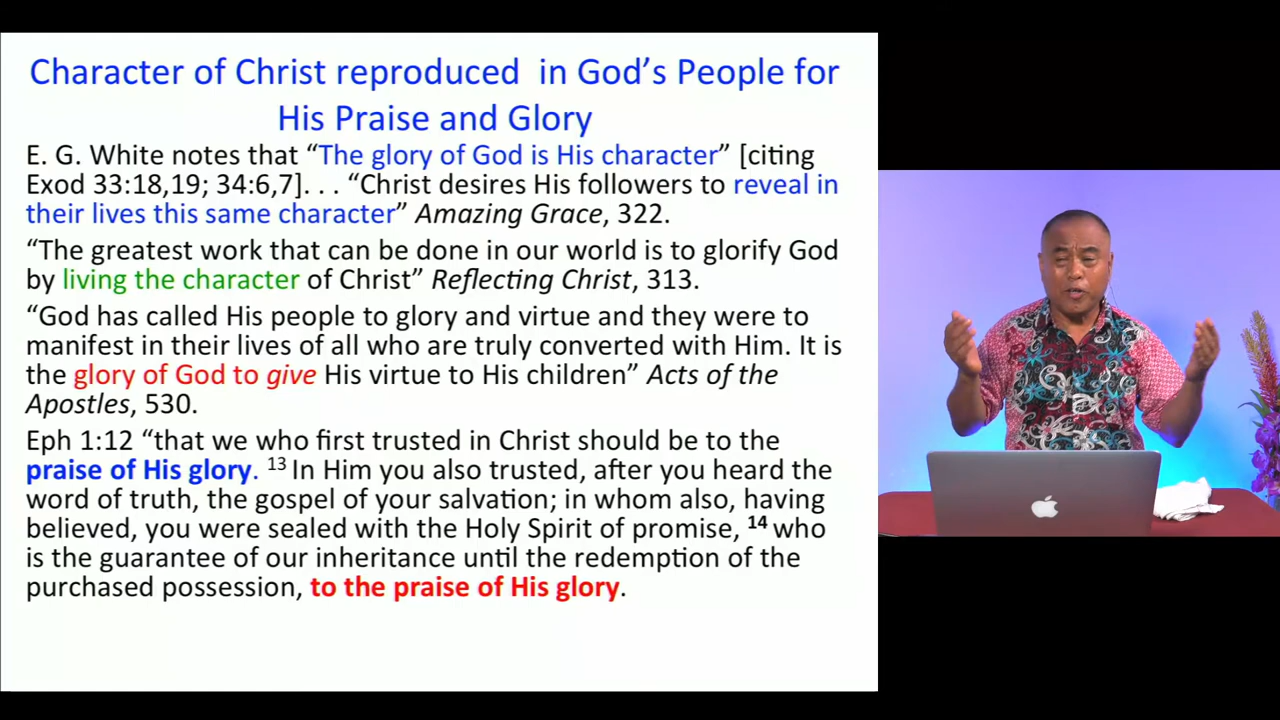 Character of Christ reproduced  in God’s People for
His Praise and Glory
E. G. White notes that “The glory of God is His character” [citing
Exod 33:18,19; 34:6,7]. . . “Christ desires His followers to reveal in
their lives this same character” Amazing Grace, 322.
“The greatest work that can be done in our world is to glorify God
by living the character of Christ” Reflecting Christ, 313.
“God has called His people to glory and virtue and they were to
manifest in their lives of all who are truly converted with Him. It is
the glory of God to give His virtue to His children” Acts of the
Apostles, 530.
Eph 1:12 “that we who first trusted in Christ should be to the
praise of His glory. 13 In Him you also trusted, after you heard the
word of truth, the gospel of your salvation; in whom also, having
believed, you were sealed with the Holy Spirit of promise, 14 who
is the guarantee of our inheritance until the redemption of the
purchased possession, to the praise of His glory.